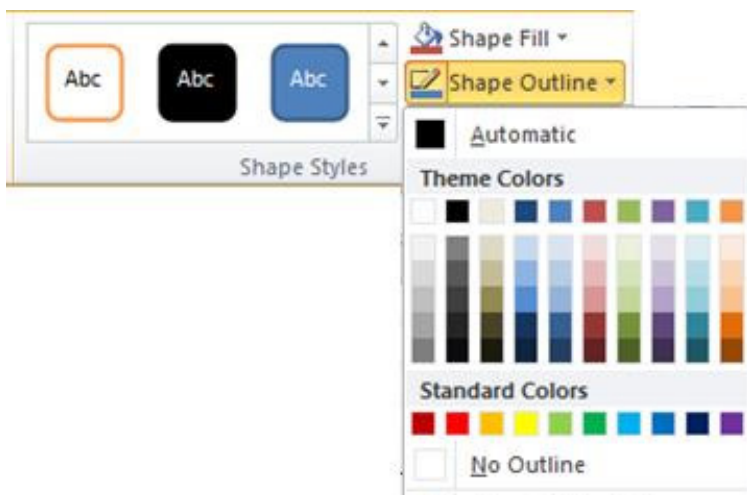 Abc Abc Abc
Shape Fill
Shape Outline
Shape Styles
Automatic
Theme Colors
Standard Colors
No Outline